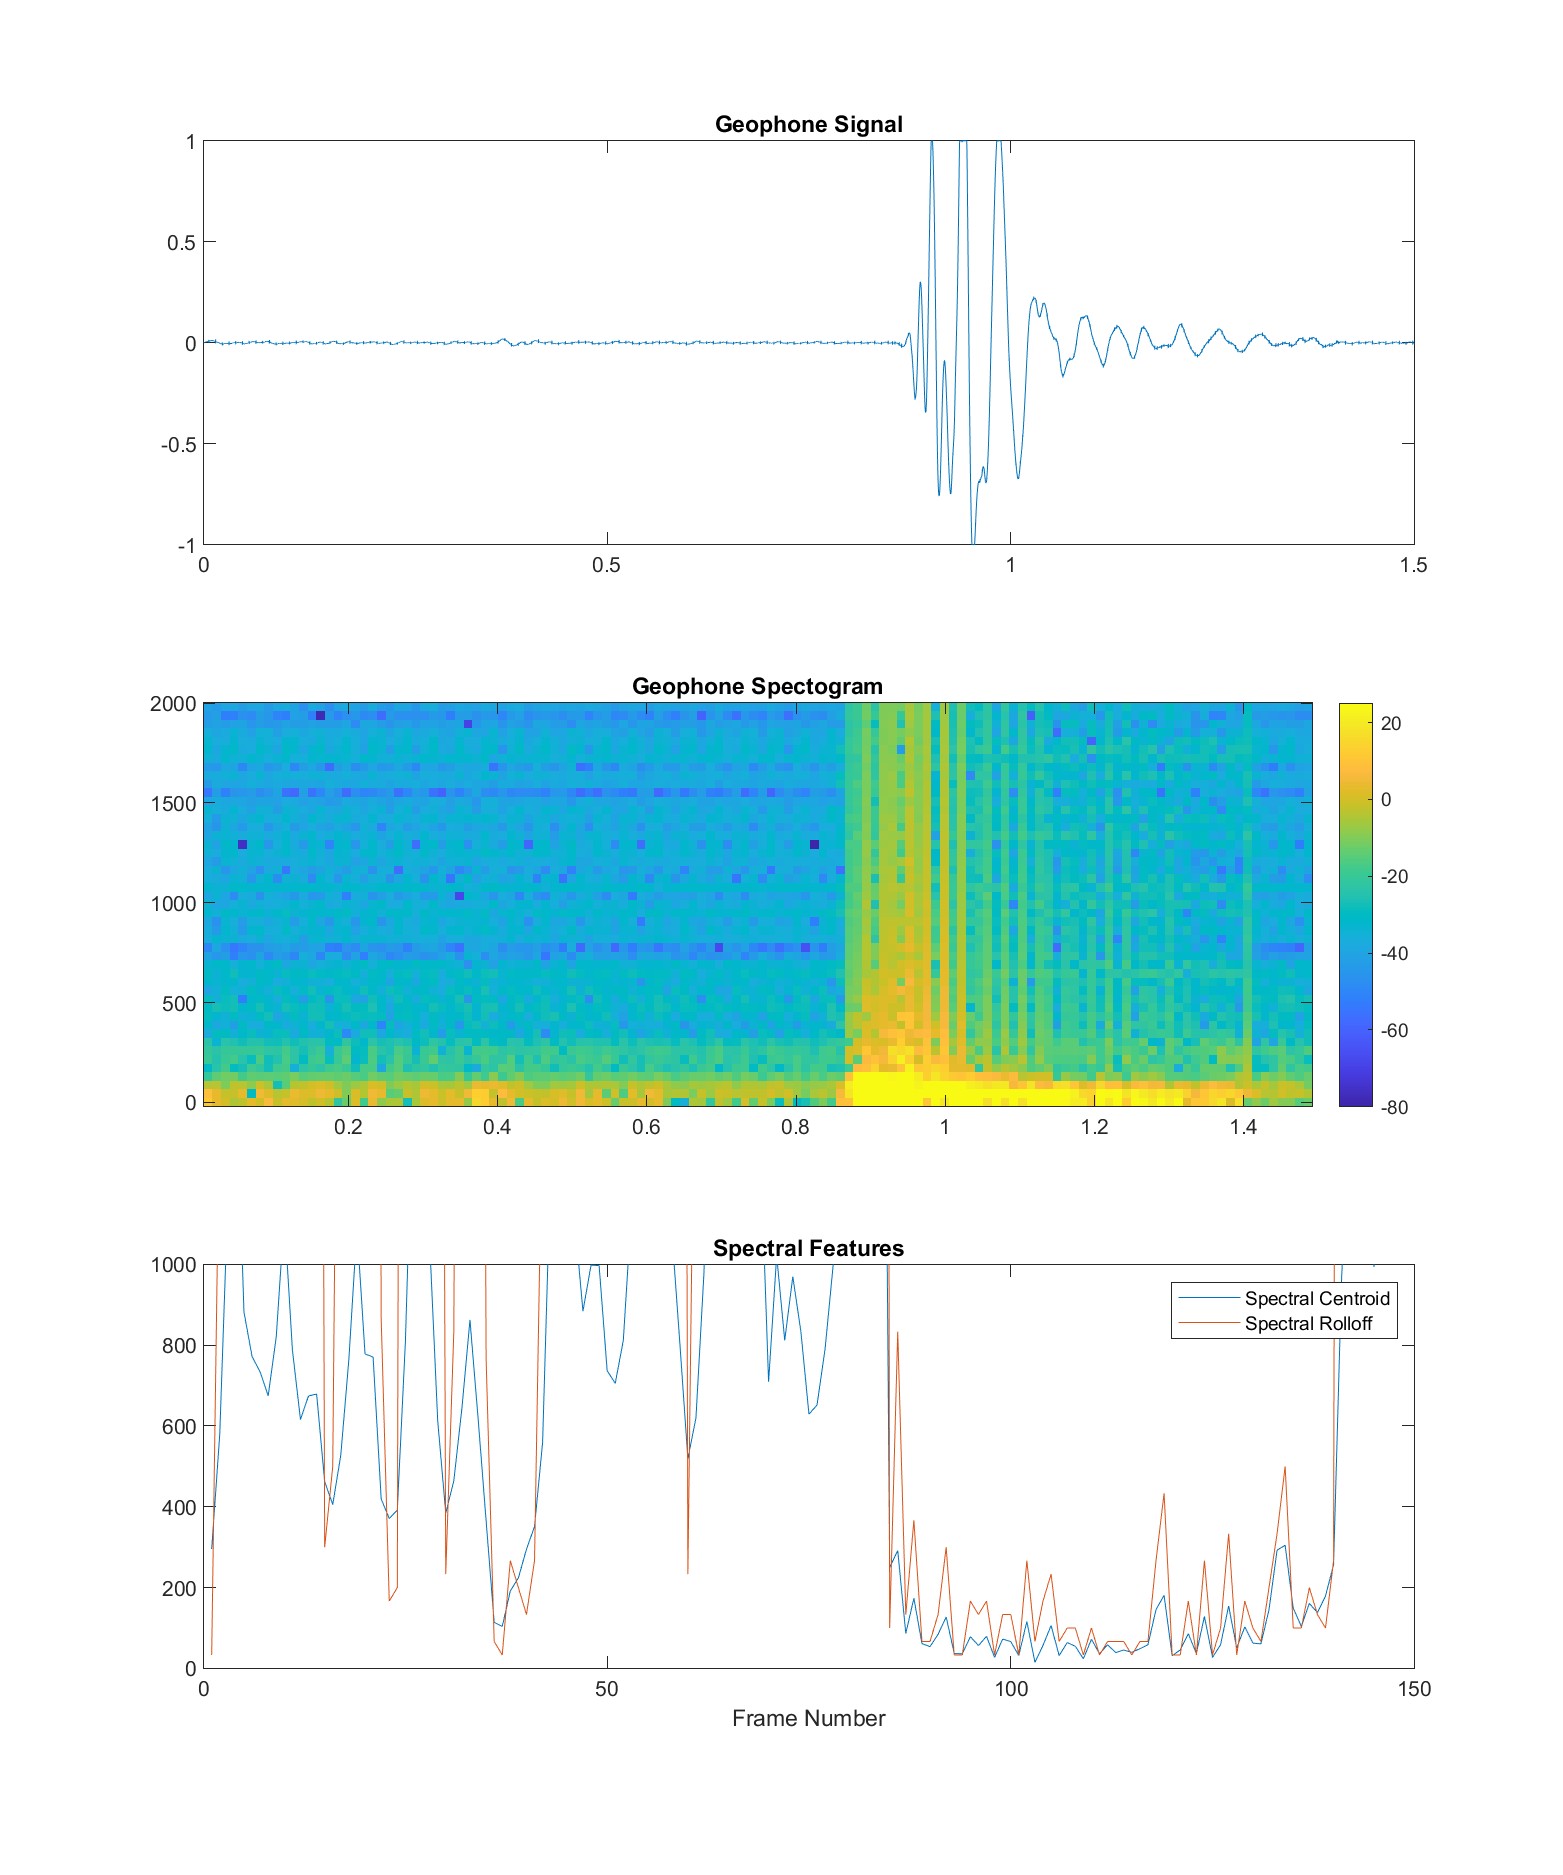 Geophone Signal
1
0.5
0
-0.5
-1
0 0.5 1 1.5
Geophone Spectogram
2000
1500
1000
500
0
0.2 0.4 0.6 0.8 1 1.2 1.4
20
0
-20
-40
-60
-80
Spectral Features
1000
800
600
400
200
0
Spectral Centroid
Spectral Rolloff
0 50 100 150
Frame Number